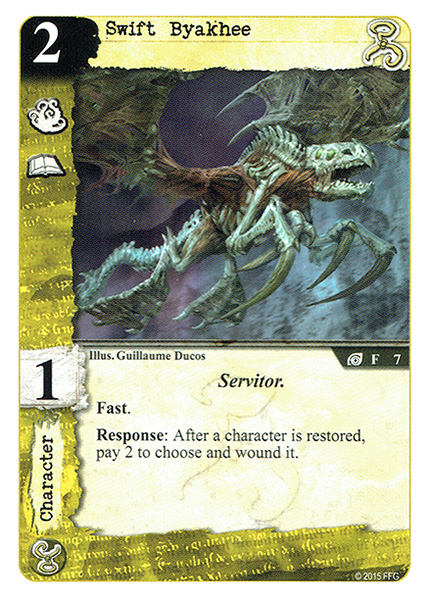 2
Swift Byakhee
Illus. Guillaume Ducos
F 7
1
Servitor.
Fast.
Response: After a character is restored,
pay 2 to choose and wound it.
Character
© 2015 FFG